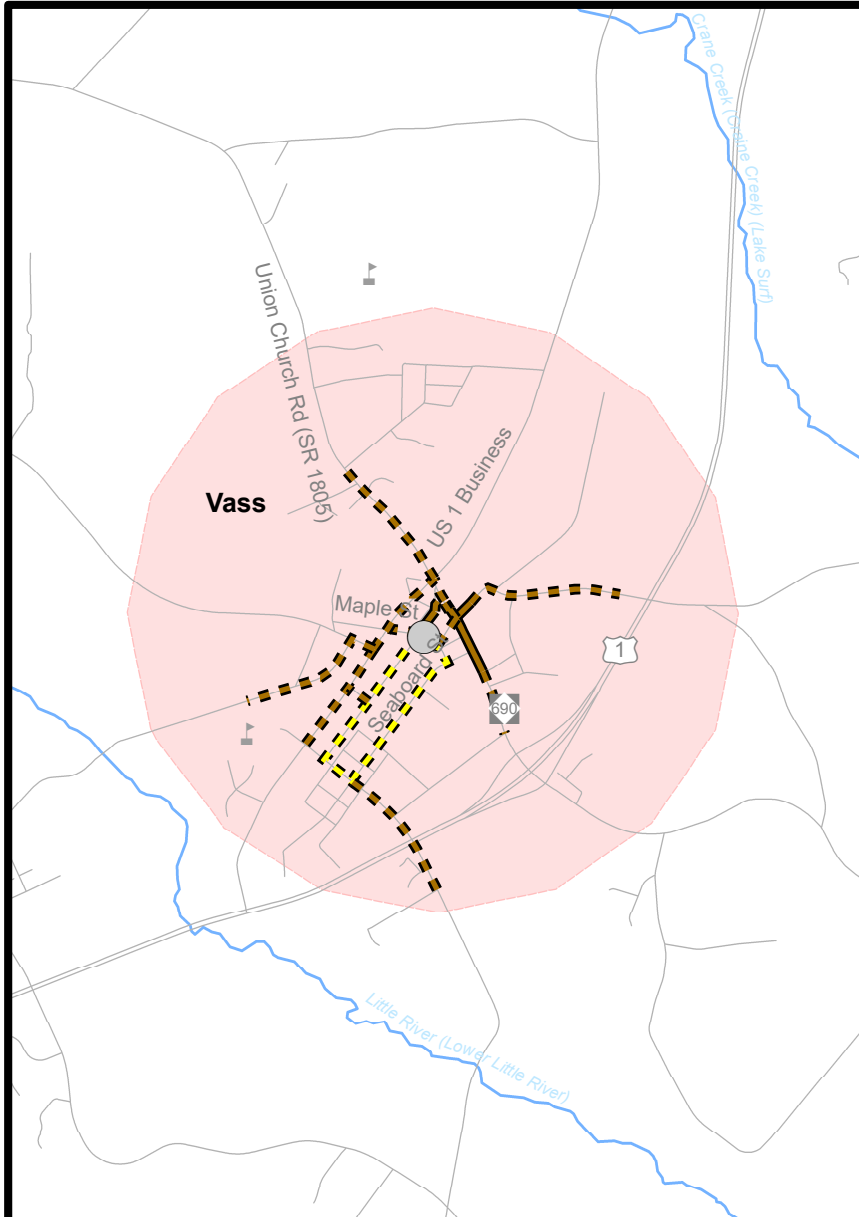 Crane Creek (Craine Creek) (Lake Surf)
Union Church Rd (SR 1805)
US 1 Business
Vass
Maple St
Seaboard St
1
690
Little River (Lower Little River)